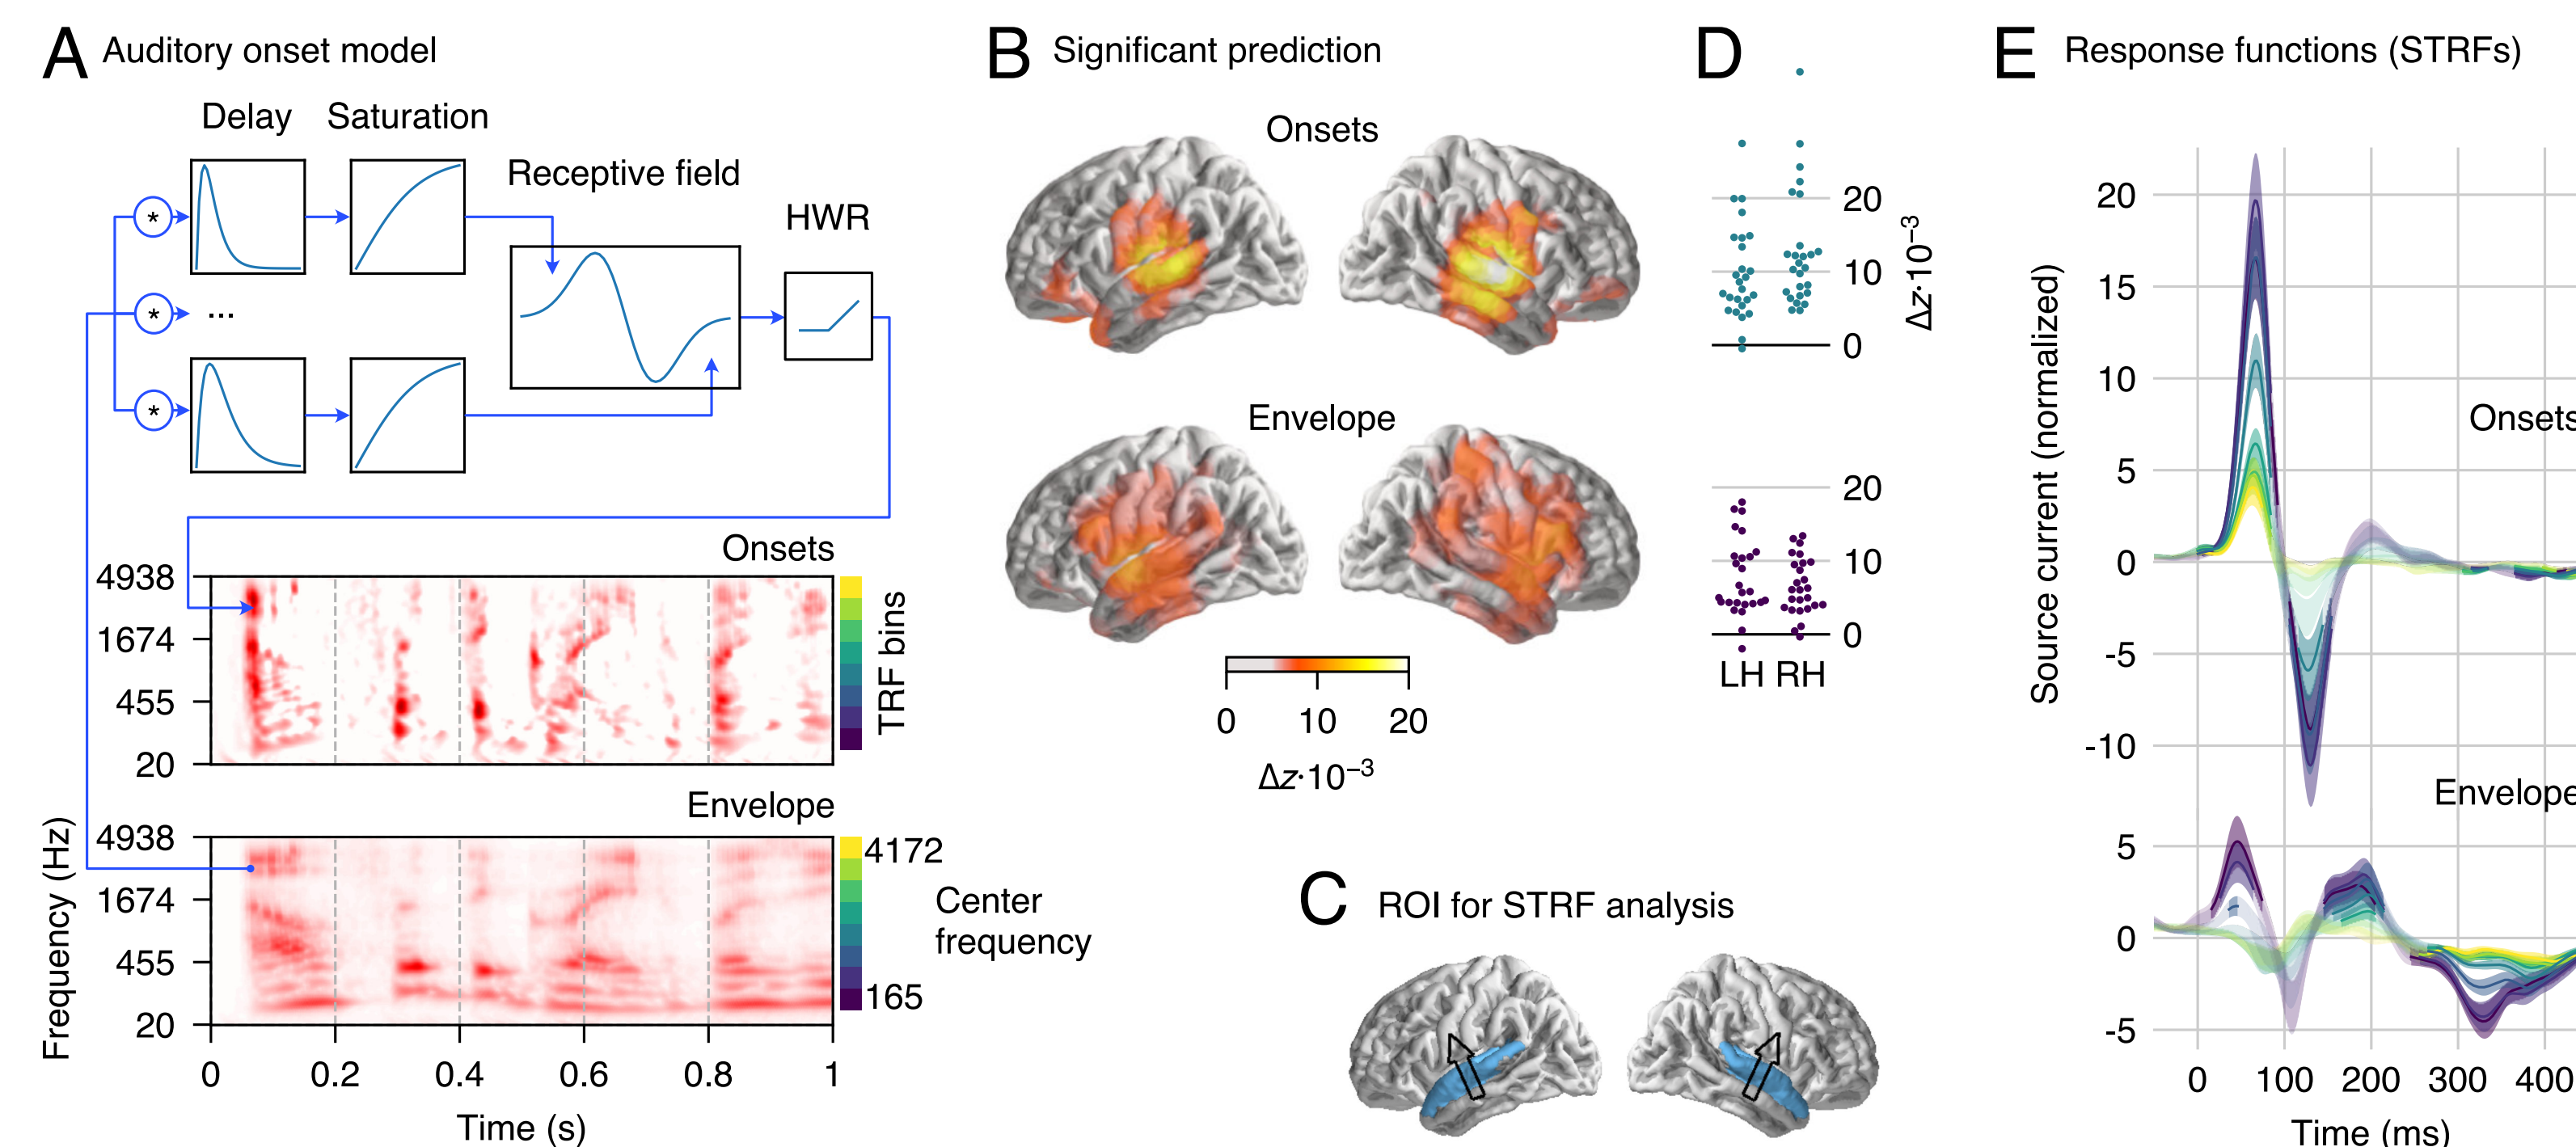 A Auditory onset model
Delay
Saturation
Receptive field
HWR
*
*
...
*
Onsets
4938
1674
455
20
TRF bins
Envelope
4938
1674
455
20
Frequency (Hz)
4172
165
Center
frequency
0 0.2 0.4 0.6 0.8 1
Time (s)
B Significant prediction
Onsets
Envelope
0 10 20
Δz·10⁻³
C ROI for STRF analysis
D
20
10
0
Δz·10⁻³
20
10
0
LH RH
E Response functions (STRFs)
Source current (normalized)
20
15
10
5
0
-5
-10
Onsets
Envelope
5
0
-5
0 100 200 300 400
Time (ms)